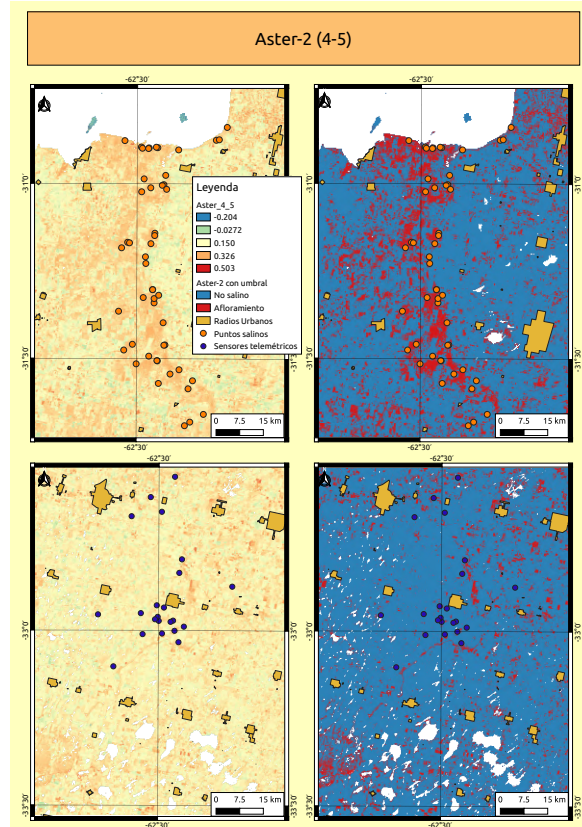 Aster-2 (4-5)
-62°30'
-62°30'
-31°0'
-31°0'
Leyenda
Aster_4_5
-0.204
-0.0272
0.150
0.326
0.503
Aster-2 con umbral
No salino
Afloramiento
Radios Urbanos
Puntos salinos
Sensores telemétricos
-31°30'
-31°30'
0 7.5 15 km
0 7.5 15 km
-62°30'
-62°30'
-62°30'
-62°30'
-33°0'
-33°0'
-33°30'
-33°30'
0 7.5 15 km
0 7.5 15 km
-62°30'
-62°30'